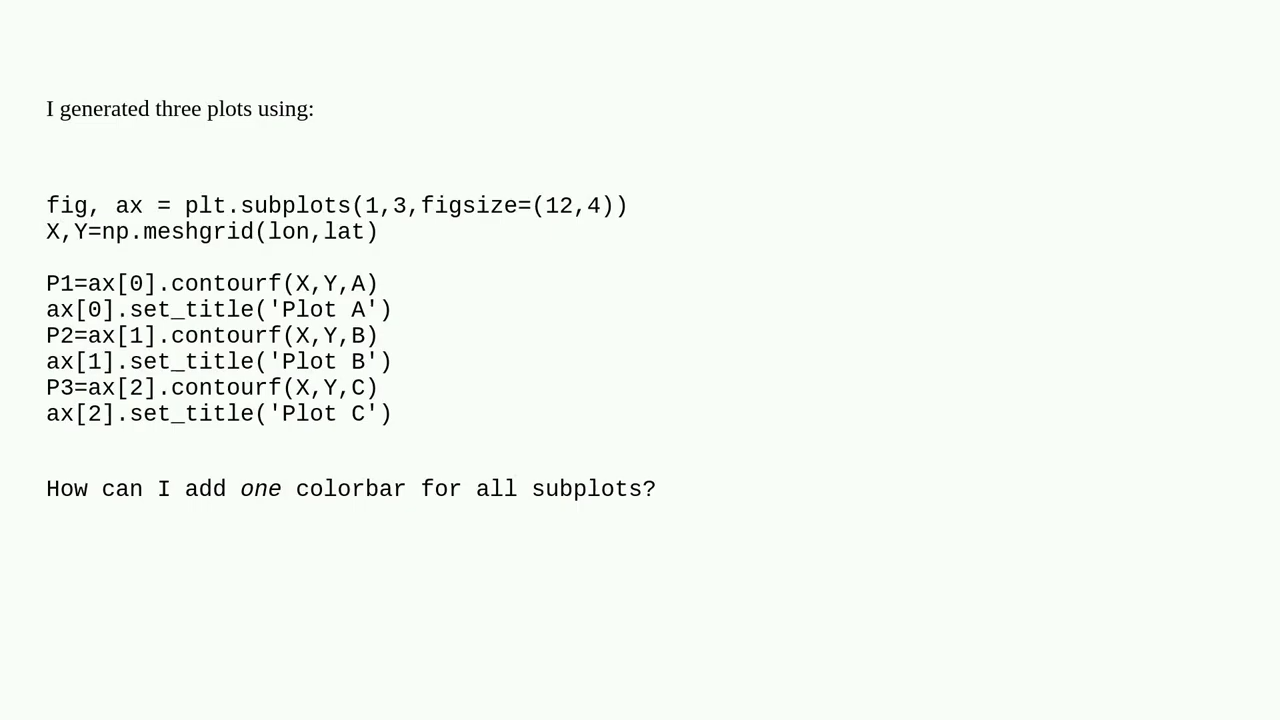 I generated three plots using:
fig, ax = plt.subplots(1,3,figsize=(12,4))
X,Y=np.meshgrid(lon,lat)
P1=ax[0].contourf(X,Y,A)
ax[0].set_title('Plot A')
P2=ax[1].contourf(X,Y,B)
ax[1].set_title('Plot B')
P3=ax[2].contourf(X,Y,C)
ax[2].set_title('Plot C')
How can I add one colorbar for all subplots?